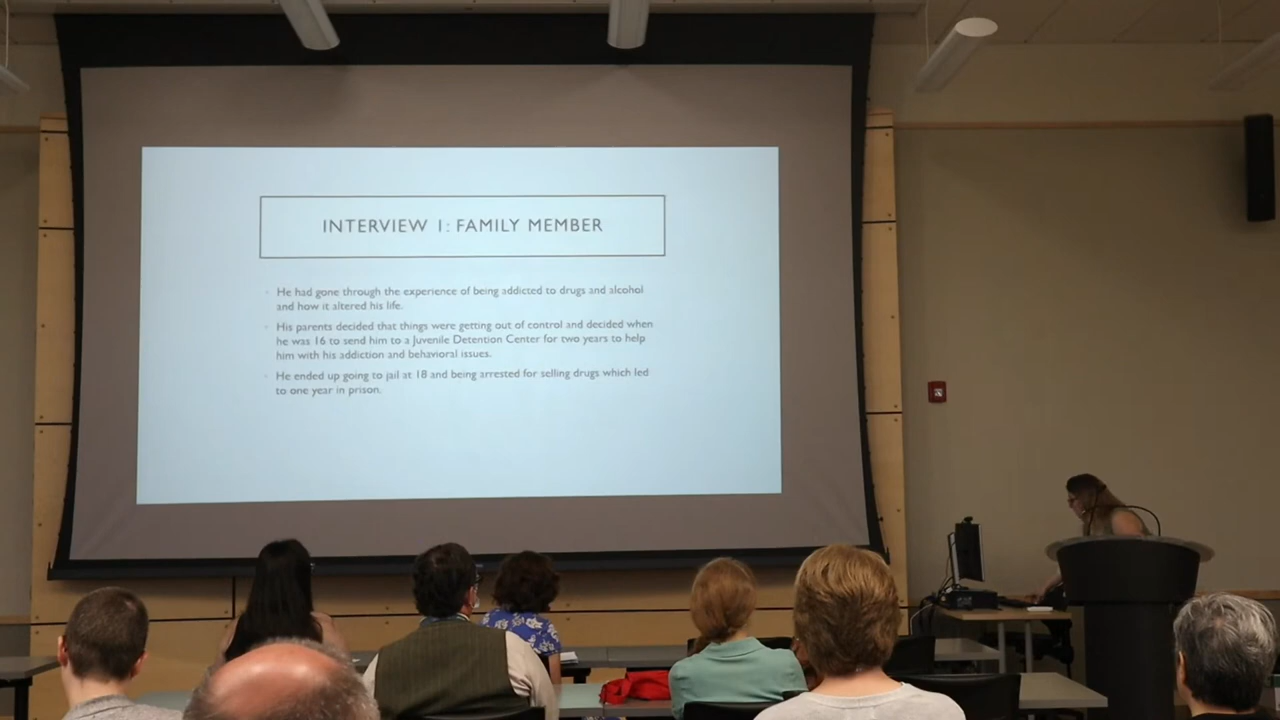 INTERVIEW 1: FAMILY MEMBER
He had gone through the experience of being addicted to drugs and alcohol
and how it altered his life.
His parents decided that things were getting out of control and decided when
he was 16 to send him to a Juvenile Detention Center for two years to help
him with his addiction and behavioral issues.
He ended up going to jail at 18 and being arrested for selling drugs which led
to one year in prison.